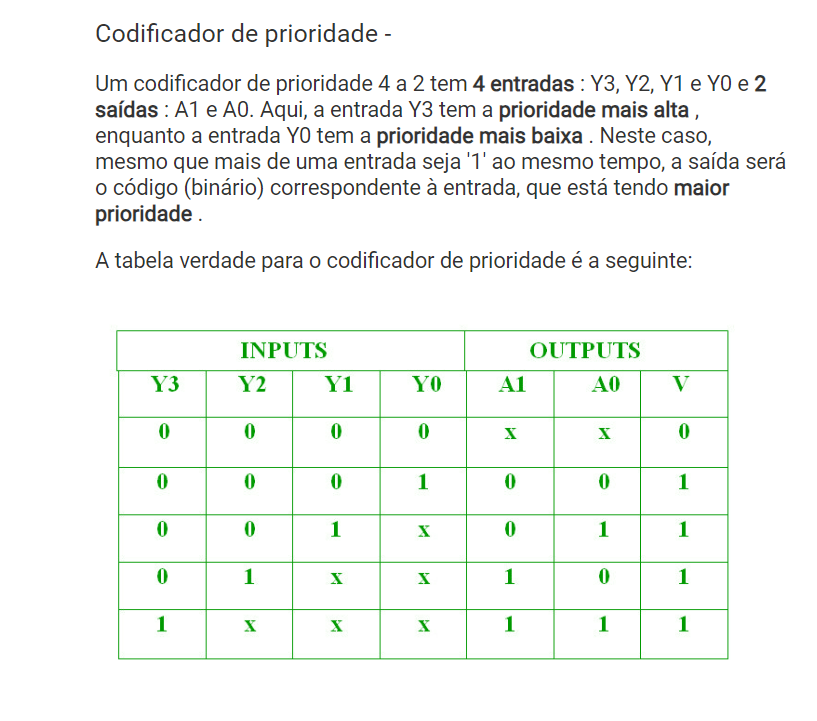 Codificador de prioridade -
Um codificador de prioridade 4 a 2 tem 4 entradas : Y3, Y2, Y1 e Y0 e 2
saídas : A1 e A0. Aqui, a entrada Y3 tem a prioridade mais alta ,
enquanto a entrada Y0 tem a prioridade mais baixa . Neste caso,
mesmo que mais de uma entrada seja '1' ao mesmo tempo, a saída será
o código (binário) correspondente à entrada, que está tendo maior
prioridade .
A tabela verdade para o codificador de prioridade é a seguinte:
INPUTS OUTPUTS
Y3 Y2 Y1 Y0 A1 A0 V
0 0 0 0 x x 0
0 0 0 1 0 0 1
0 0 1 x 0 1 1
0 1 x x 1 0 1
1 x x x 1 1 1